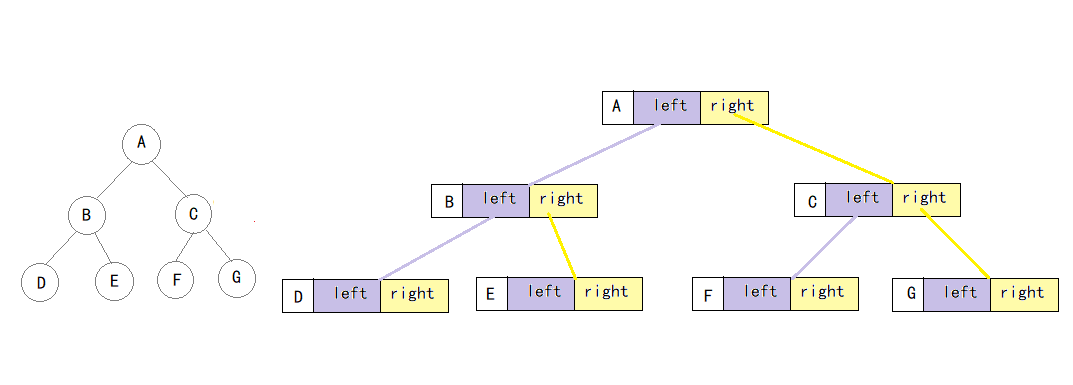 A
B C
D E F G
A left right
B left right
C left right
D left right
E left right
F left right
G left right